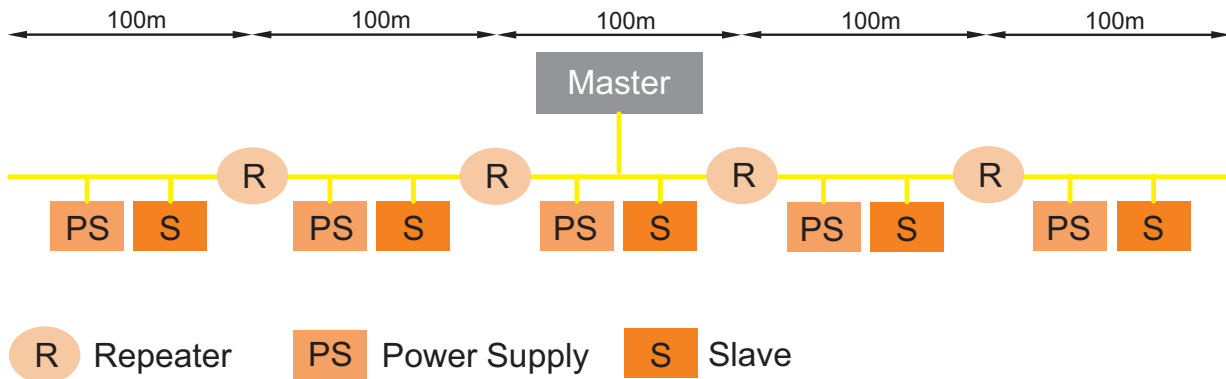 100m 100m 100m 100m 100m
Master
R R R R
PS S PS S PS S PS S PS S
R Repeater PS Power Supply S Slave